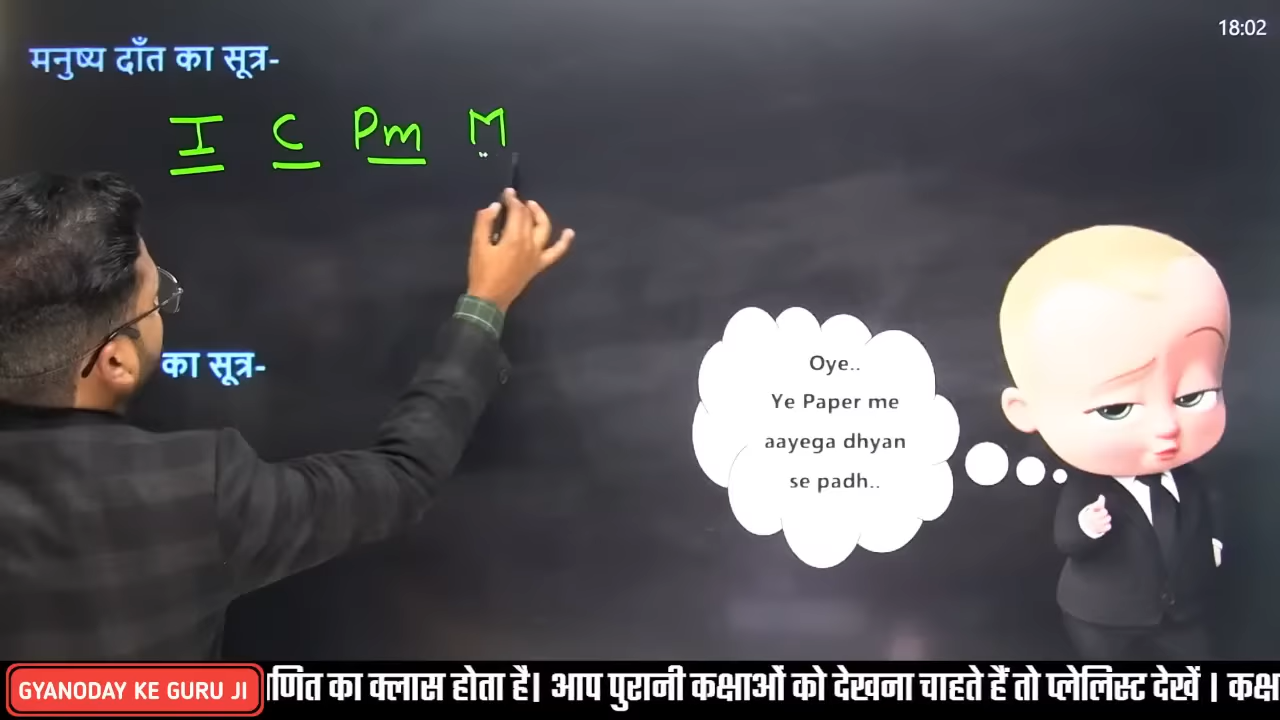 18:02
मनुष्य दाँत का सूत्र-
I C Pm M
का सूत्र-
Oye..
Ye Paper me
aayega dhyan
se padh..
GYANODAY KE GURU JI
गणित का क्लास होता है। आप पुरानी कक्षाओं को देखना चाहते हैं तो प्लेलिस्ट देखें । कक्षा